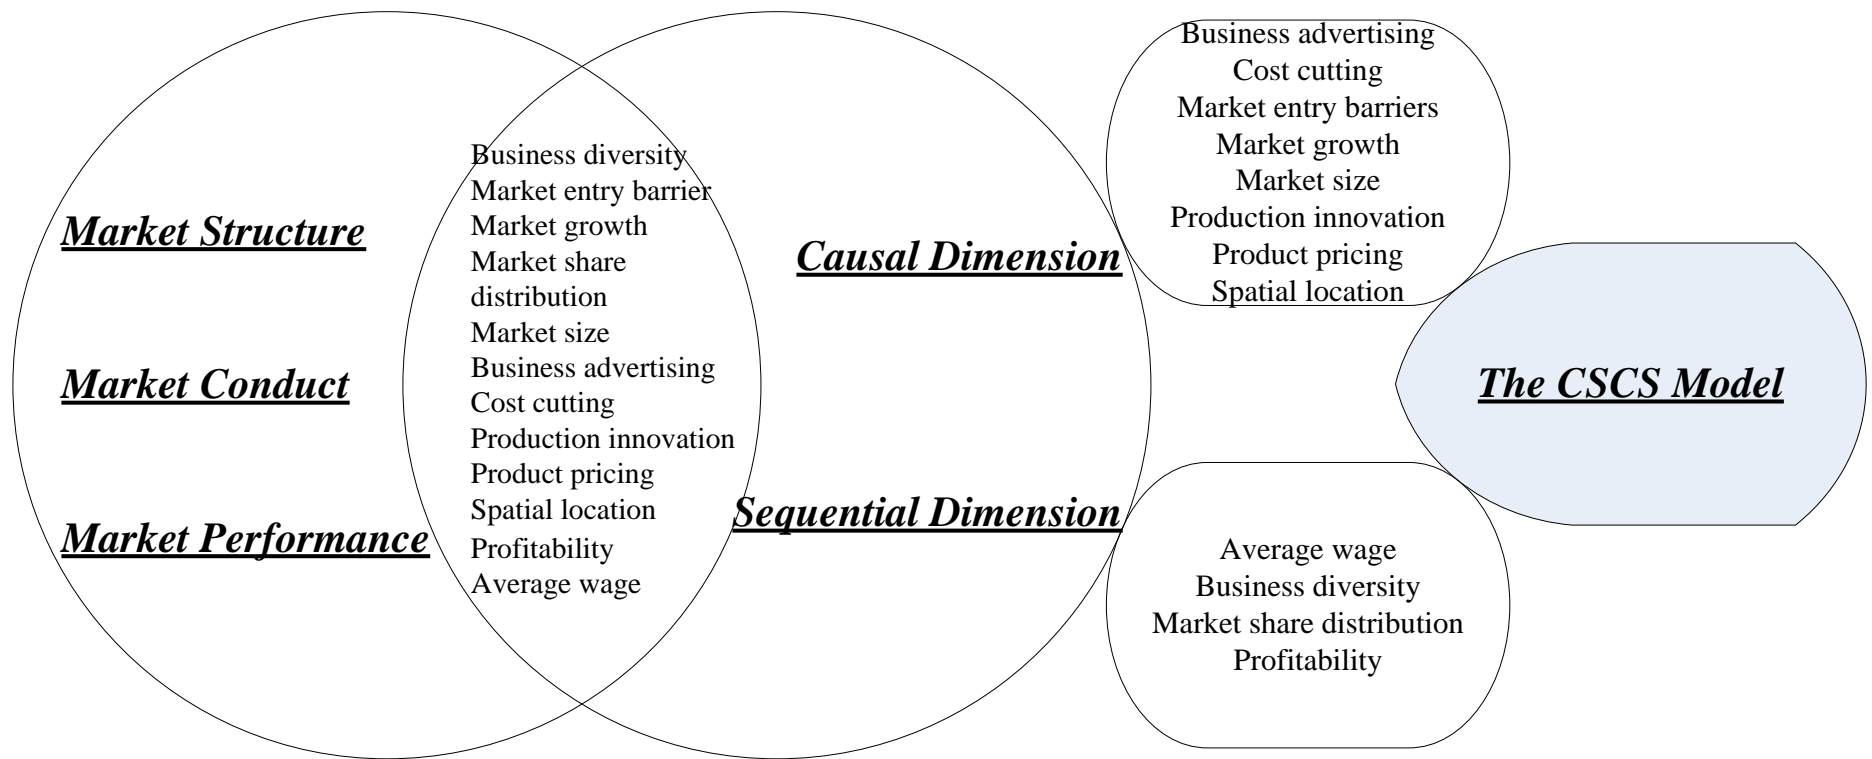 Market Structure
Market Conduct
Market Performance
Business diversity
Market entry barrier
Market growth
Market share
distribution
Market size
Business advertising
Cost cutting
Production innovation
Product pricing
Spatial location
Profitability
Average wage
Causal Dimension
Sequential Dimension
Business advertising
Cost cutting
Market entry barriers
Market growth
Market size
Production innovation
Product pricing
Spatial location
Average wage
Business diversity
Market share distribution
Profitability
The CSCS Model